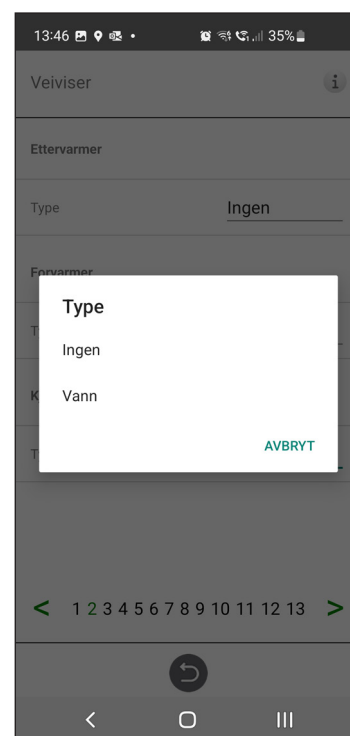 13:46 35%
Veiviser i
Ettervarmer
Type Ingen
Forvarmer
T
Type
Ingen
K
Vann
T
AVBRYT
< 1 2 3 4 5 6 7 8 9 10 11 12 13 >